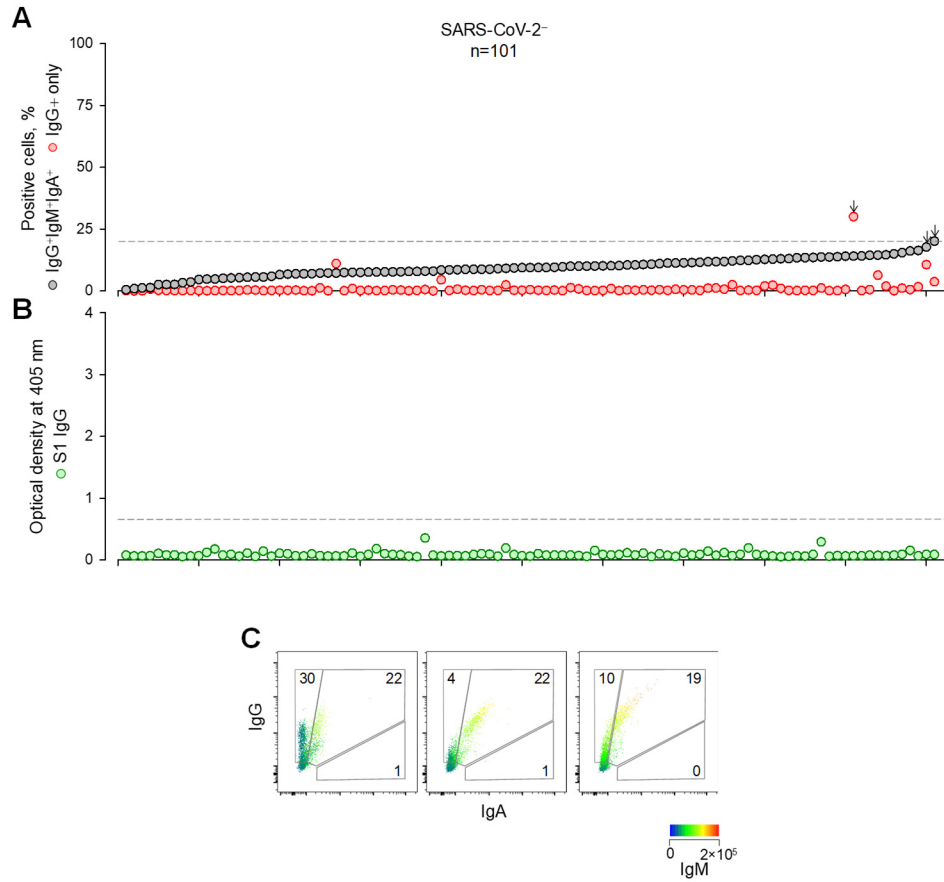 A
SARS-CoV-2⁻
n=101
Positive cells, %
IgG⁺IgM⁺IgA⁺ IgG+ only
100
75
50
25
0
B
Optical density at 405 nm
S1 IgG
4
3
2
1
0
C
30 22 4 22 10 19
1 1 0
IgG
IgA
0 2×10⁵
IgM